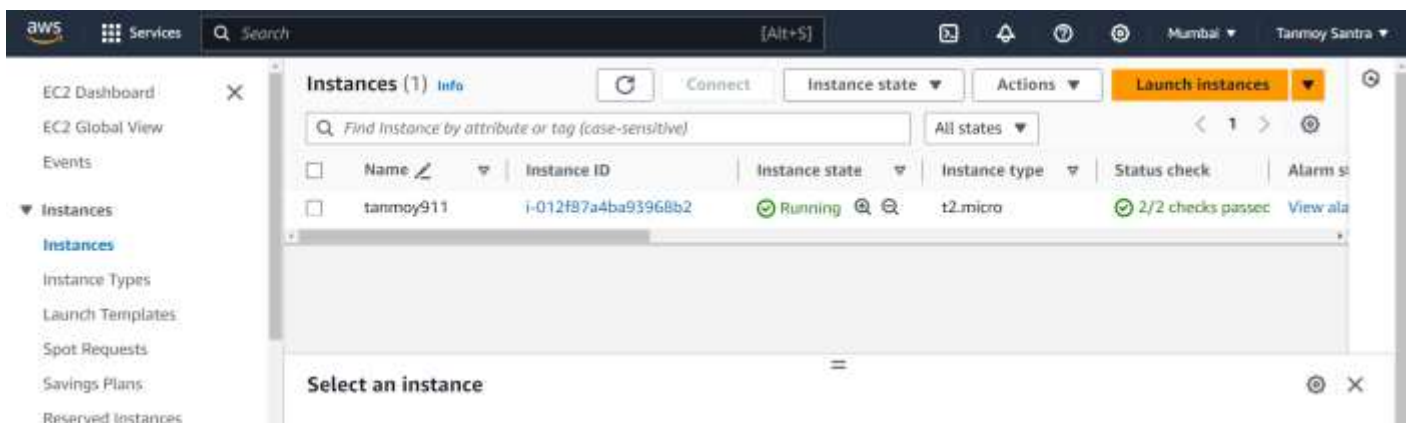 aws Services Search [Alt+S] Mumbai Tanmoy Santra
EC2 Dashboard
EC2 Global View
Events
Instances
Instances
Instance Types
Launch Templates
Spot Requests
Savings Plans
Reserved Instances
Instances (1) Info Connect Instance state Actions Launch instances
Find Instance by attribute or tag (case-sensitive) All states 1
Name Instance ID Instance state Instance type Status check Alarm s
tanmoy911 i-012f87a4ba93968b2 Running t2.micro 2/2 checks passec View ala
Select an instance